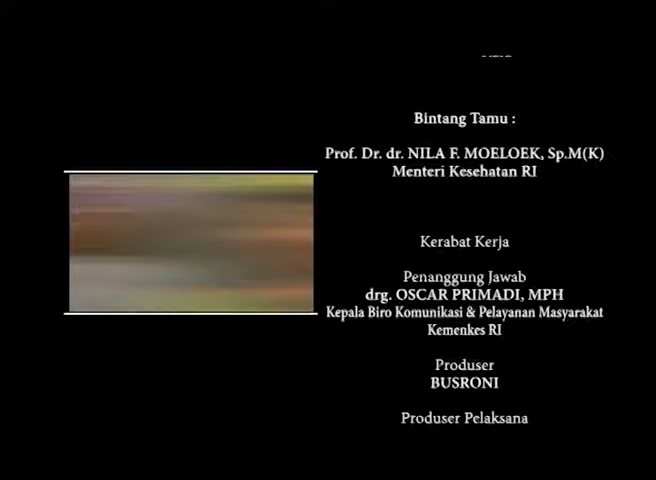 Bintang Tamu :
Prof. Dr. dr. NILA F. MOELOEK, Sp.M(K)
Menteri Kesehatan RI
Kerabat Kerja
Penanggung Jawab
drg. OSCAR PRIMADI, MPH
Kepala Biro Komunikasi & Pelayanan Masyarakat
Kemenkes RI
Produser
BUSRONI
Produser Pelaksana